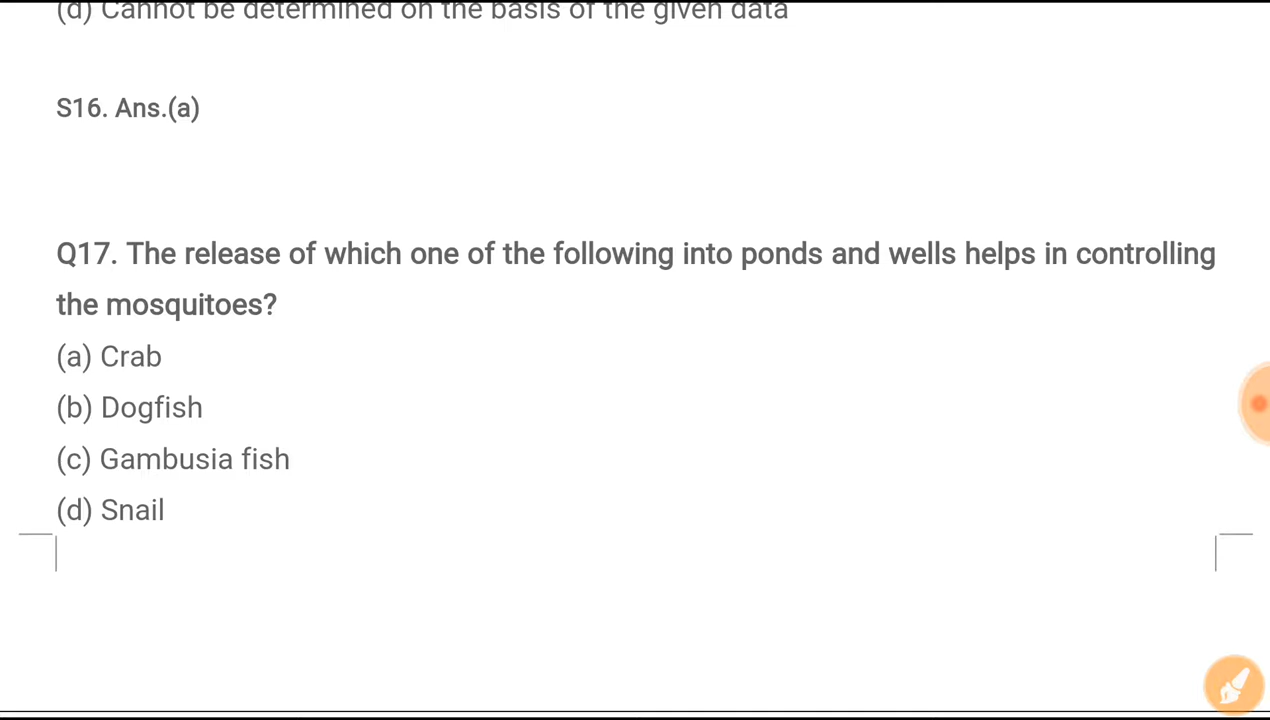 (d) Cannot be determined on the basis of the given data
S16. Ans.(a)
Q17. The release of which one of the following into ponds and wells helps in controlling
the mosquitoes?
(a) Crab
(b) Dogfish
(c) Gambusia fish
(d) Snail